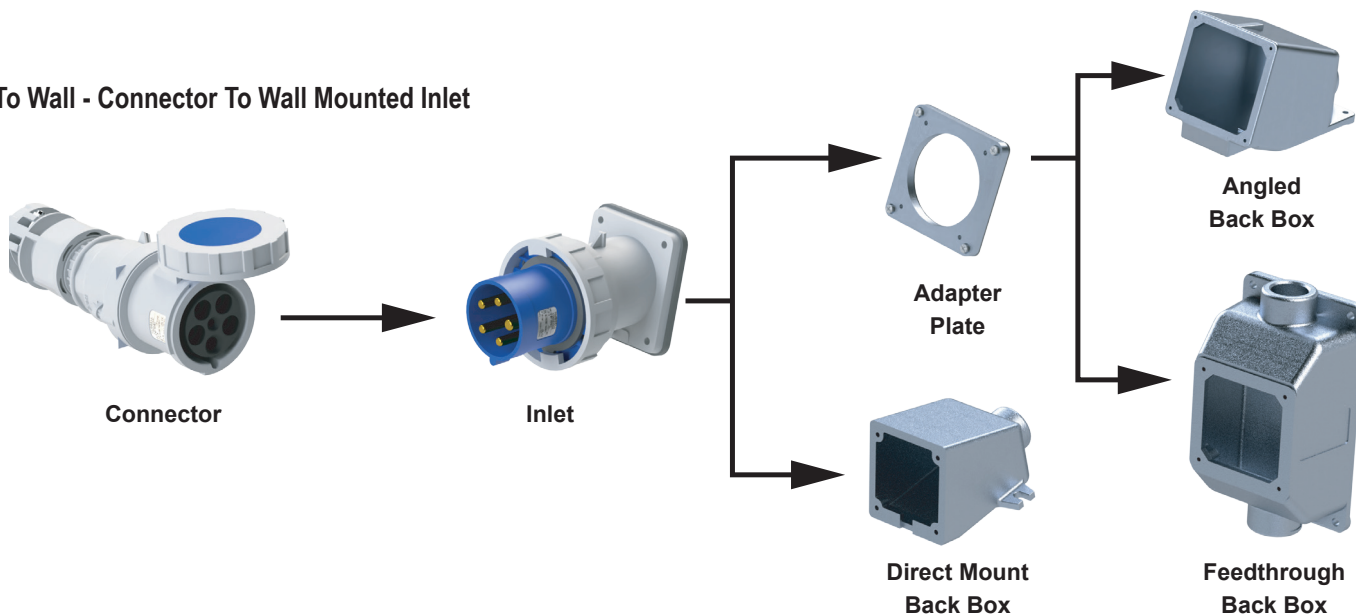 To Wall - Connector To Wall Mounted Inlet
Connector
Inlet
Adapter
Plate
Angled
Back Box
Direct Mount
Back Box
Feedthrough
Back Box